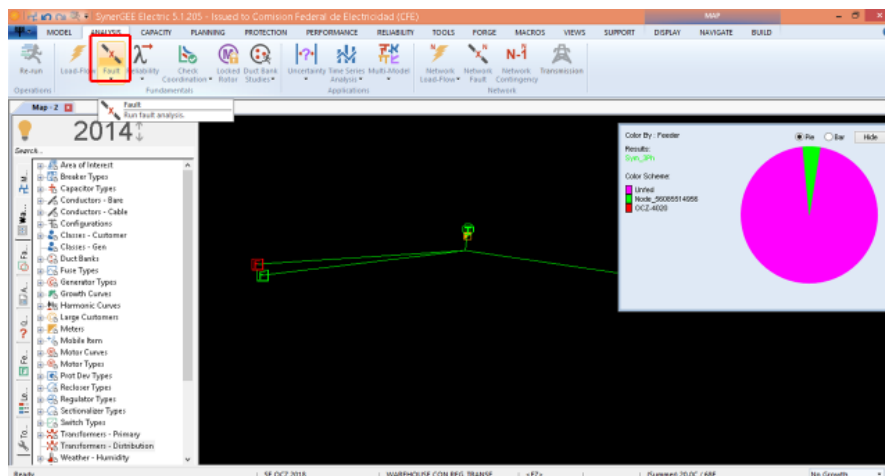 SynerGEE Electric 5.1.205 - Issued to Comision Federal de Electricidad (CFE)
MAP
MODEL ANALYSIS CAPACITY PLANNING PROTECTION PERFORMANCE RELIABILITY TOOLS FORGE MACROS VIEWS SUPPORT DISPLAY NAVIGATE BUILD
Re-run Load-Flow Fault Reliability Check Coordination Locked Rotor Duct Bank Studies Uncertainty Time Series Analysis Multi-Model Network Load-Flow Network Fault Network Contingency Transmission
N-1
Operations Fundamentals Applications Network
Map - 2
Fault
Run fault analysis.
2014
Search...
Area of Interest
Breaker Types
Capacitor Types
Conductors - Bare
Conductors - Cable
Configurations
Classes - Customer
Classes - Gen
Duct Banks
Fuse Types
Generator Types
Growth Curves
Harmonic Curves
Large Customers
Meters
Mobile Item
Motor Curves
Motor Types
Prot Dev Types
Recloser Types
Regulator Types
Sectionalizer Types
Switch Types
Transformers - Primary
Transformers - Distribution
Weather - Humidity
Color By : Feeder
Pie Bar Hide
Results:
Sym_3Ph
Color Scheme:
Unfed
Node_56085514956
OCZ-4020
Ready
SE OCZ 2018
WAREHOUSE CON REG TRANSF
<EZ>
No Growth